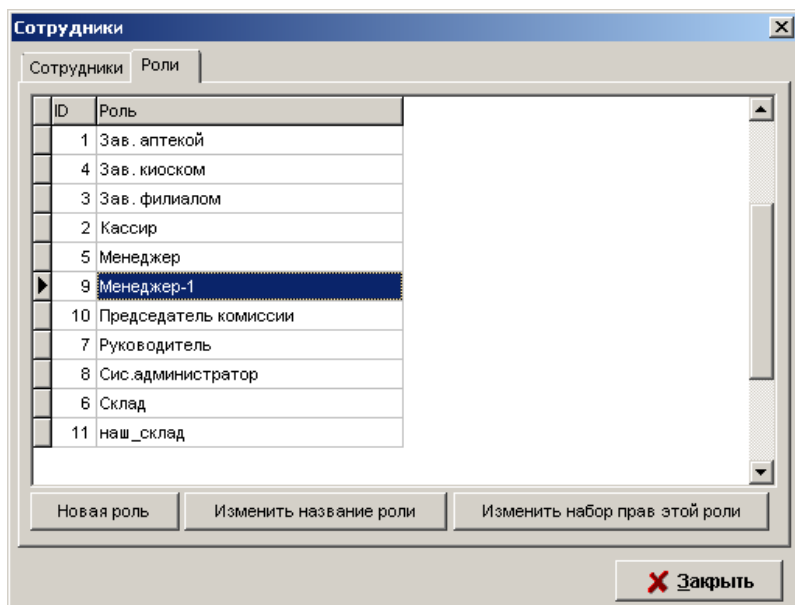 Сотрудники
Сотрудники Роли
ID Роль
1 Зав. аптекой
4 Зав. киоском
3 Зав. филиалом
2 Кассир
5 Менеджер
9 Менеджер-1
10 Председатель комиссии
7 Руководитель
8 Сис.администратор
6 Склад
11 наш_склад
Новая роль Изменить название роли Изменить набор прав этой роли
Закрыть